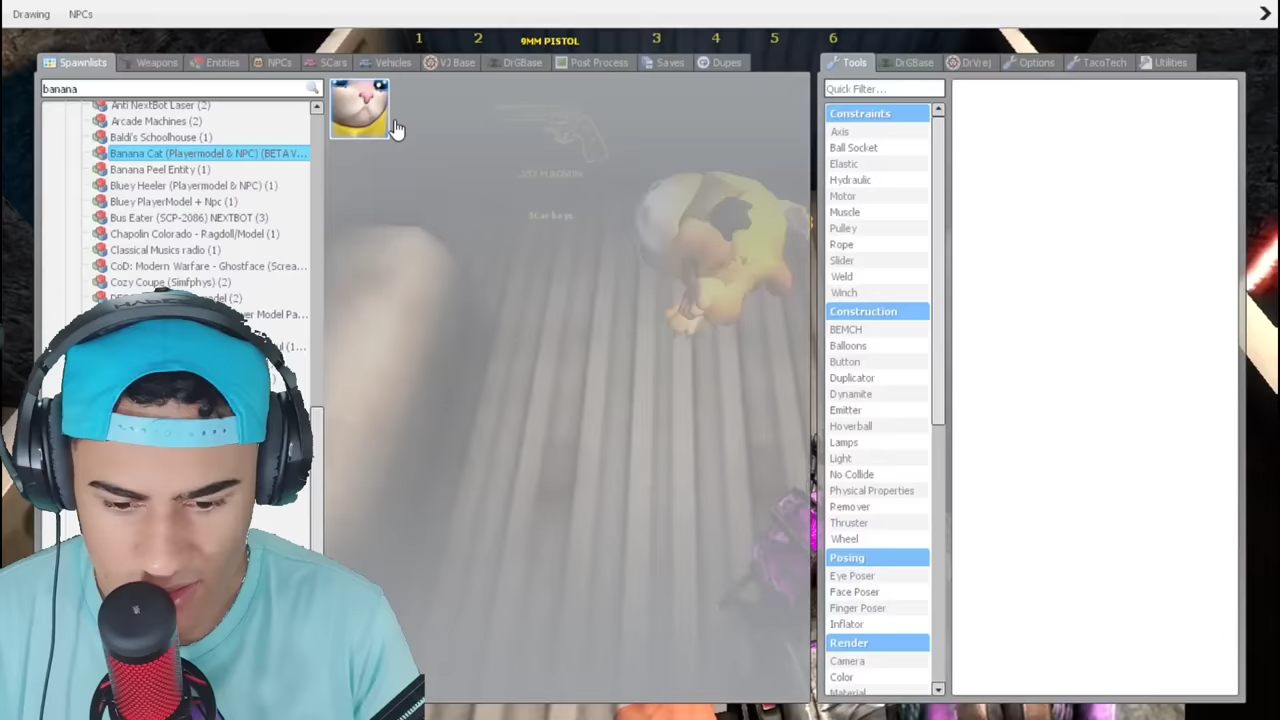 Drawing NPCs
1 2 9MM PISTOL 3 4 5 6
Spawnlists Weapons Entities NPCs SCars Vehicles VJ Base DrGBase Post Process Saves Dupes
Tools DrGBase DrVrej Options TacoTech Utilities
banana
Anti NextBot Laser (2)
Arcade Machines (2)
Baldi's Schoolhouse (1)
Banana Cat (Playermodel & NPC) (BETA V...
Banana Peel Entity (1)
Bluey Heeler (Playermodel & NPC) (1)
Bluey PlayerModel + Npc (1)
Bus Eater (SCP-2086) NEXTBOT (3)
Chapolin Colorado - Ragdoll/Model (1)
Classical Musics radio (1)
CoD: Modern Warfare - Ghostface (Screa...
Cozy Coupe (Simfphys) (2)
.357 MAGNUM
SCar keys
Quick Filter...
Constraints
Axis
Ball Socket
Elastic
Hydraulic
Motor
Muscle
Pulley
Rope
Slider
Weld
Winch
Construction
BEMCH
Balloons
Button
Duplicator
Dynamite
Emitter
Hoverball
Lamps
Light
No Collide
Physical Properties
Remover
Thruster
Wheel
Posing
Eye Poser
Face Poser
Finger Poser
Inflator
Render
Camera
Color
Material